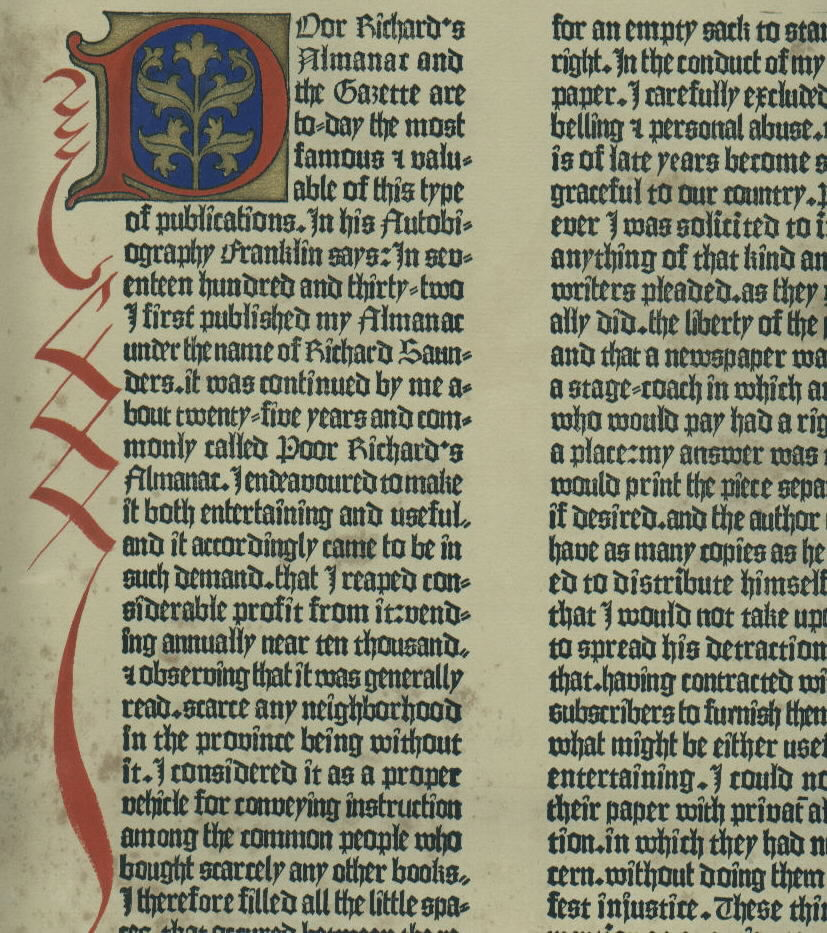 Poor Richard's
Almanac and
the Gazette are
to=day the most
famous & valu=
able of this type
of publications. In his Autobi=
ography Franklin says: In sev=
enteen hundred and thirty=two
I first published my Almanac
under the name of Richard Saun=
ders. it was continued by me a=
bout twenty=five years and com=
monly called Poor Richard's
Almanac. I endeavoured to make
it both entertaining and useful,
and it accordingly came to be in
such demand. that I reaped con=
siderable profit from it: vend=
ing annually near ten thousand,
& observing that it was generally
read. scarce any neighborhood
in the province being without
it. I considered it as a proper
vehicle for conveying instruction
among the common people who
bought scarcely any other books,
I therefore filled all the little spa=
ces. that occured between the re=
for an empty sack to stan
right. In the conduct of my
paper. I carefully excluded
belling & personal abuse.
is of late years become s
graceful to our country.
ever I was solicited to i
anything of that kind an
writers pleaded. as they
ally did. the liberty of the
and that a newspaper wa
a stage=coach in which an
who would pay had a rig
a place: my answer was
would print the piece sepa
if desired. and the author
have as many copies as he
ed to distribute himself
that I would not take upo
to spread his detraction
that. having contracted wi
subscribers to furnish them
what might be either usef
entertaining. I could no
their paper with privat̄ al
tion. in which they had n
cern. without doing them
fest injustice. These thin